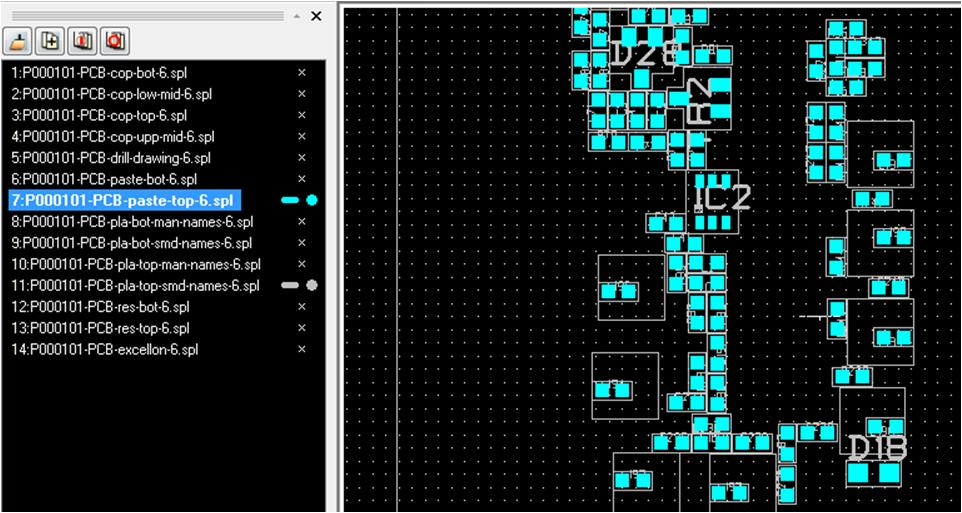 1:P000101-PCB-cop-bot-6.spl
2:P000101-PCB-cop-low-mid-6.spl
3:P000101-PCB-cop-top-6.spl
4:P000101-PCB-cop-upp-mid-6.spl
5:P000101-PCB-drill-drawing-6.spl
6:P000101-PCB-paste-bot-6.spl
7:P000101-PCB-paste-top-6.spl
8:P000101-PCB-pla-bot-man-names-6.spl
9:P000101-PCB-pla-bot-smd-names-6.spl
10:P000101-PCB-pla-top-man-names-6.spl
11:P000101-PCB-pla-top-smd-names-6.spl
12:P000101-PCB-res-bot-6.spl
13:P000101-PCB-res-top-6.spl
14:P000101-PCB-excellon-6.spl
D28
IC2
D18